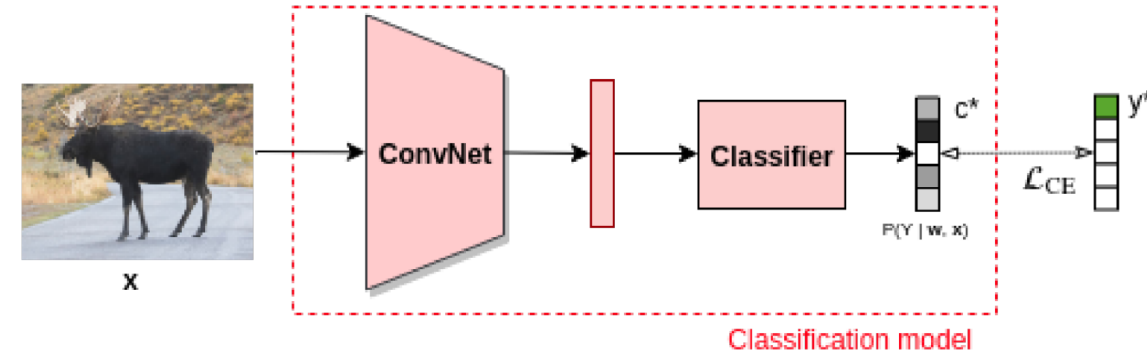 x
ConvNet
Classifier
c*
P(Y | w, x)
ℒCE
y*
Classification model